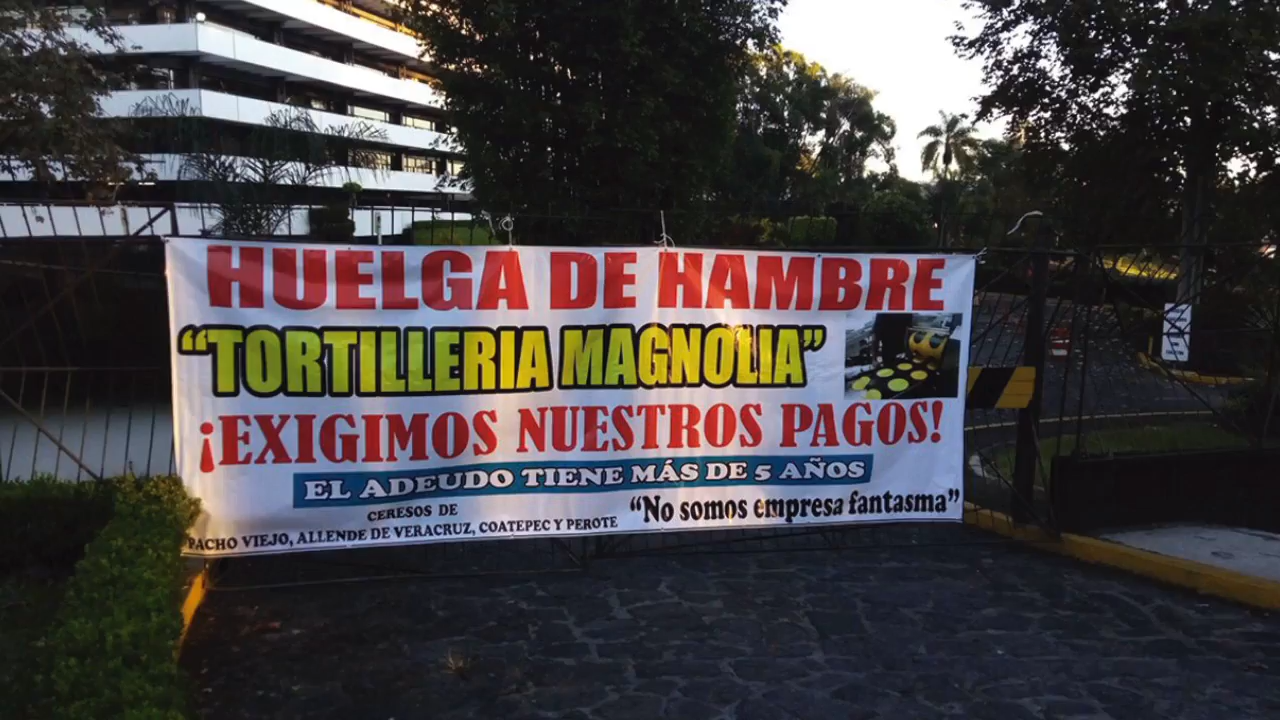 HUELGA DE HAMBRE
“TORTILLERIA MAGNOLIA”
¡EXIGIMOS NUESTROS PAGOS!
EL ADEUDO TIENE MÁS DE 5 AÑOS
CERESOS DE
PACHO VIEJO, ALLENDE DE VERACRUZ, COATEPEC Y PEROTE
“No somos empresa fantasma”